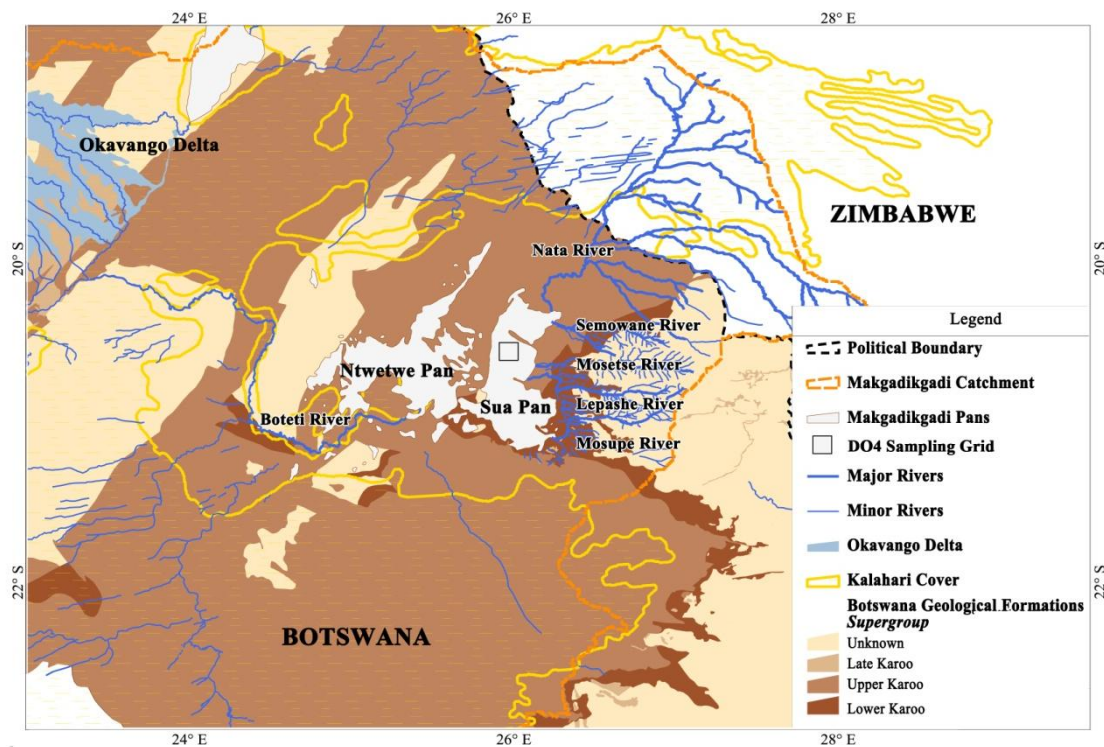 24° E
26° E
28° E
Okavango Delta
ZIMBABWE
20° S
20° S
Nata River
Semowane River
Mosetse River
Ntwetwe Pan
Sua Pan
Lepashe River
Boteti River
Mosupe River
22° S
22° S
BOTSWANA
Legend
Political Boundary
Makgadikgadi Catchment
Makgadikgadi Pans
DO4 Sampling Grid
Major Rivers
Minor Rivers
Okavango Delta
Kalahari Cover
Botswana Geological Formations
Supergroup
Unknown
Late Karoo
Upper Karoo
Lower Karoo
24° E
26° E
28° E